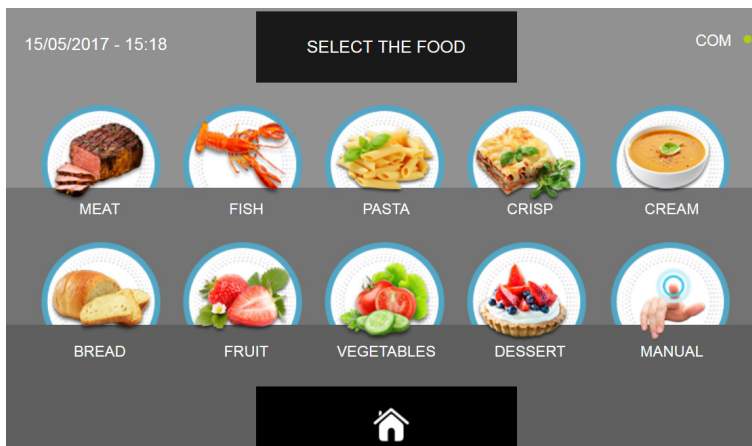 15/05/2017 - 15:18
SELECT THE FOOD
COM
MEAT
FISH
PASTA
CRISP
CREAM
BREAD
FRUIT
VEGETABLES
DESSERT
MANUAL